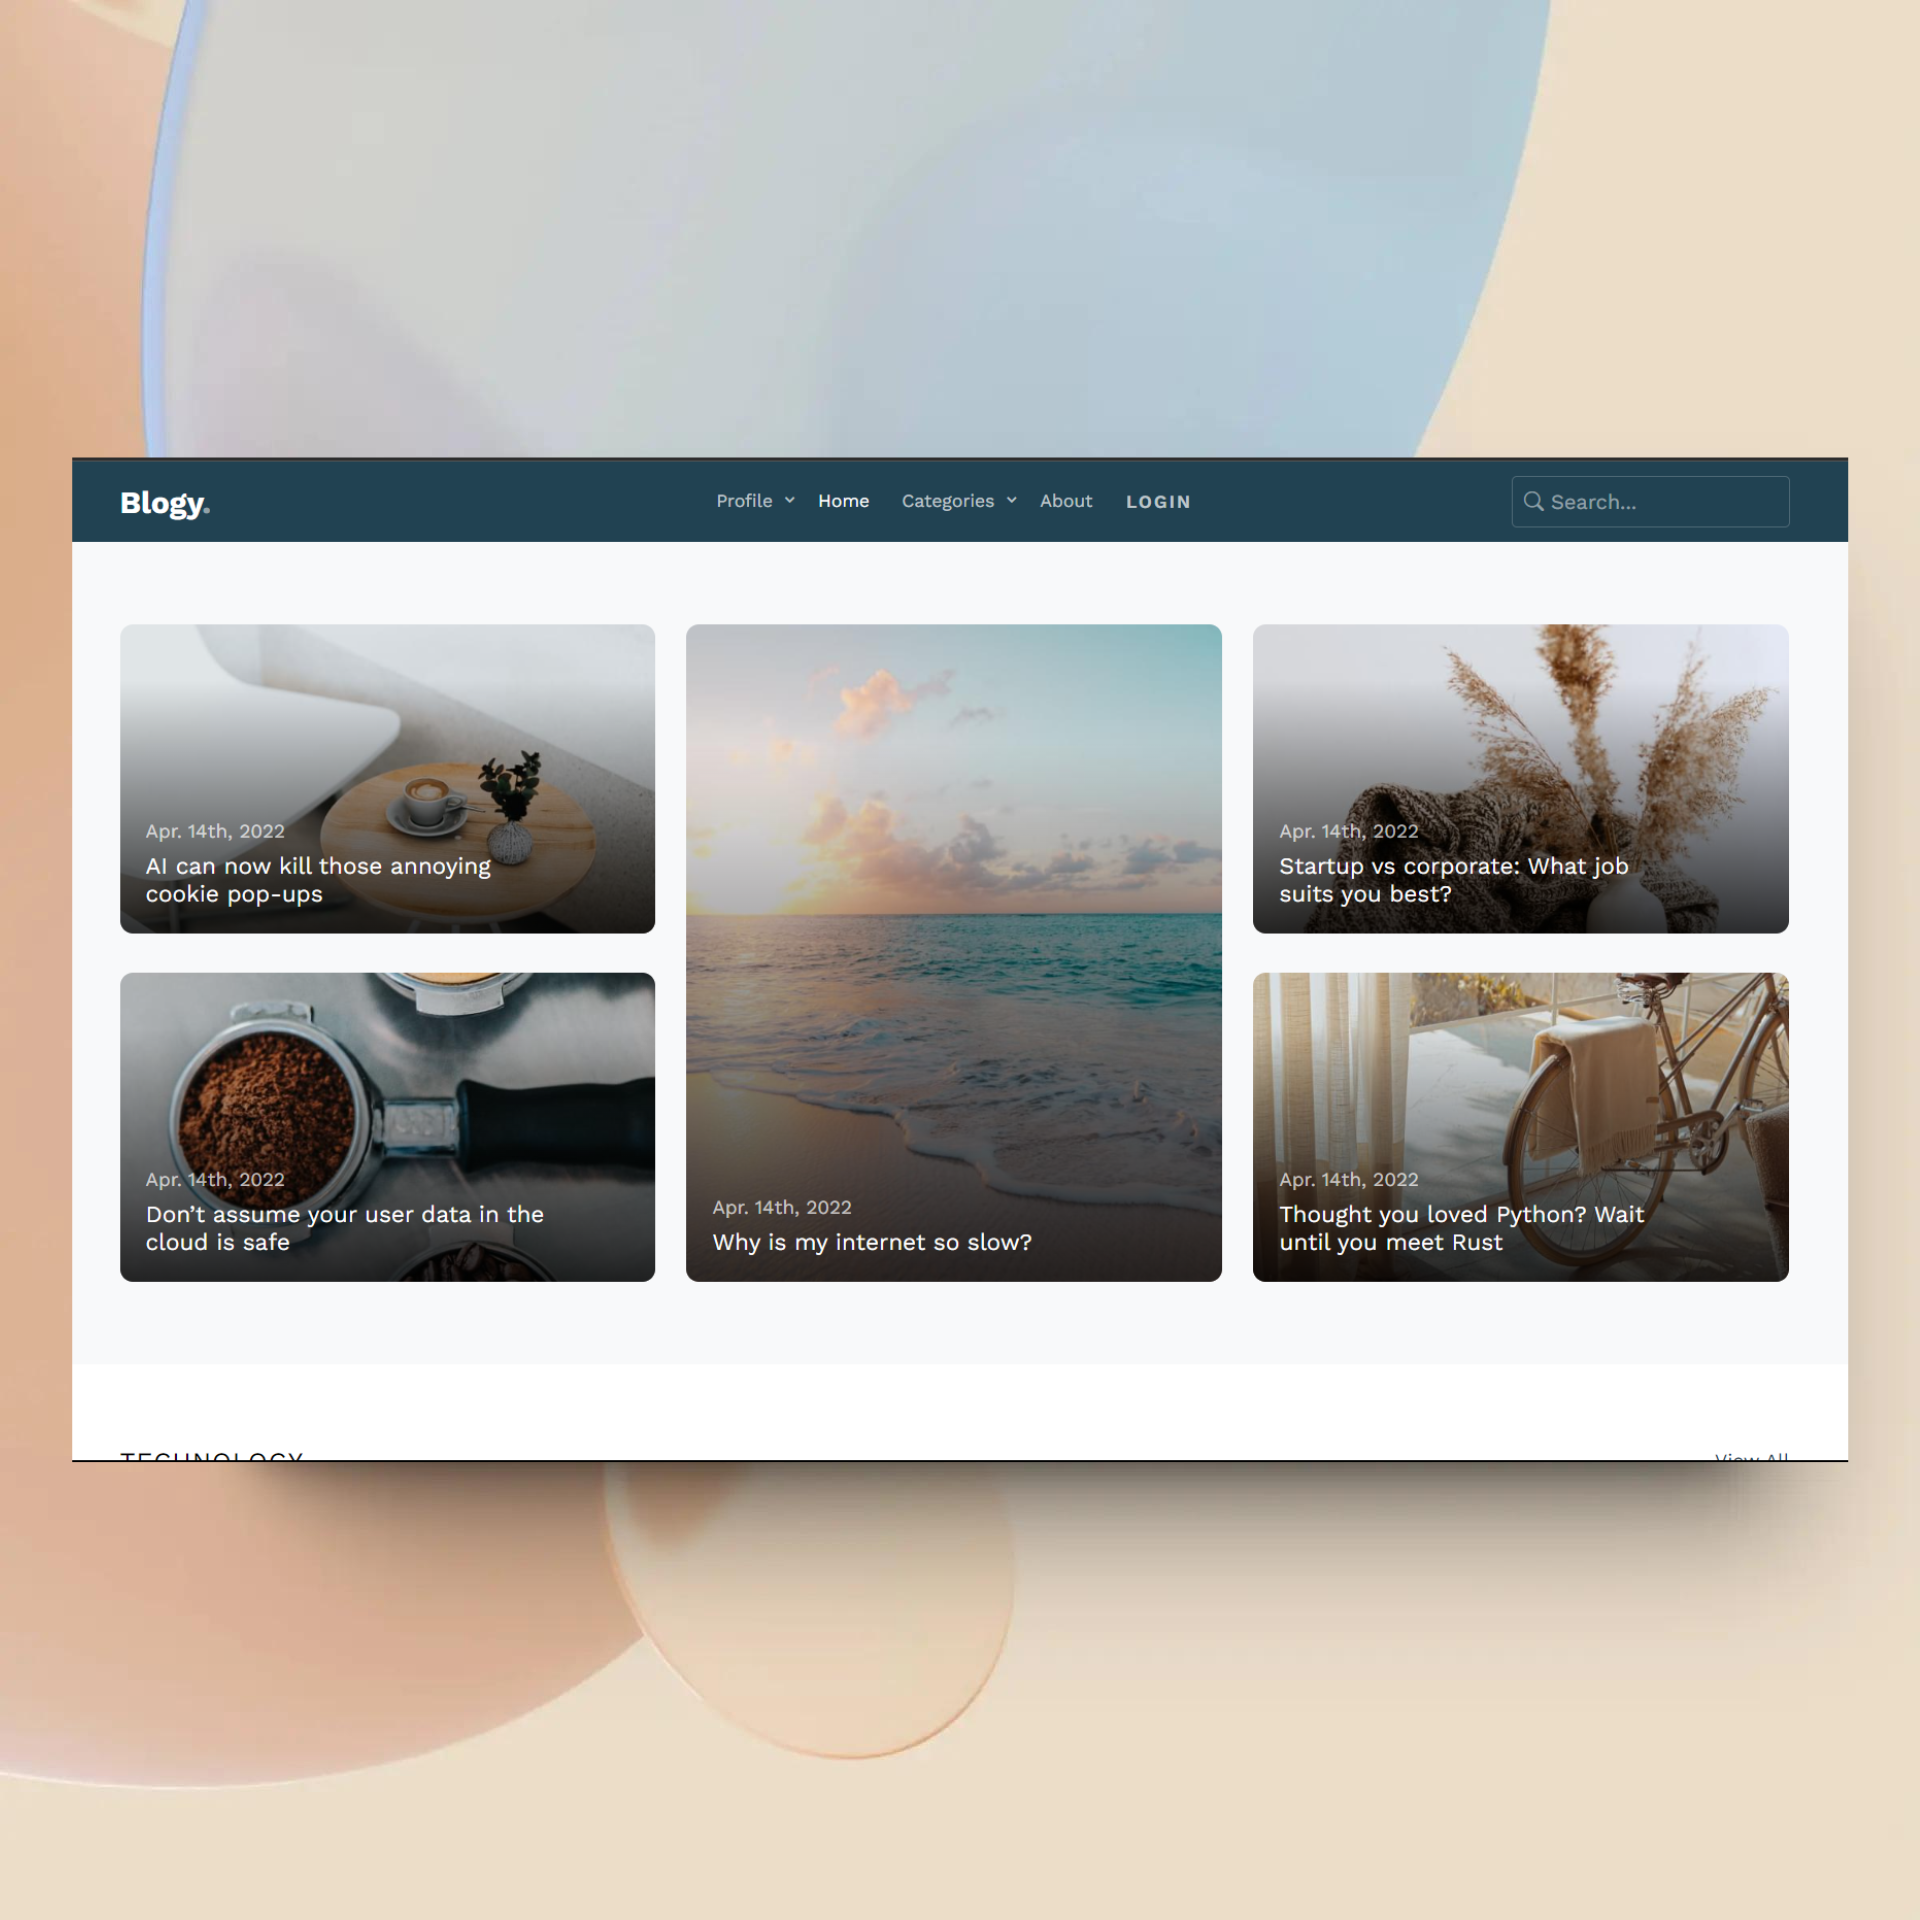 Blogy.
Profile Home Categories About LOGIN
Search...
Apr. 14th, 2022
AI can now kill those annoying
cookie pop-ups
Apr. 14th, 2022
Don’t assume your user data in the
cloud is safe
Apr. 14th, 2022
Why is my internet so slow?
Apr. 14th, 2022
Startup vs corporate: What job
suits you best?
Apr. 14th, 2022
Thought you loved Python? Wait
until you meet Rust
TECHNOLOGY
View All